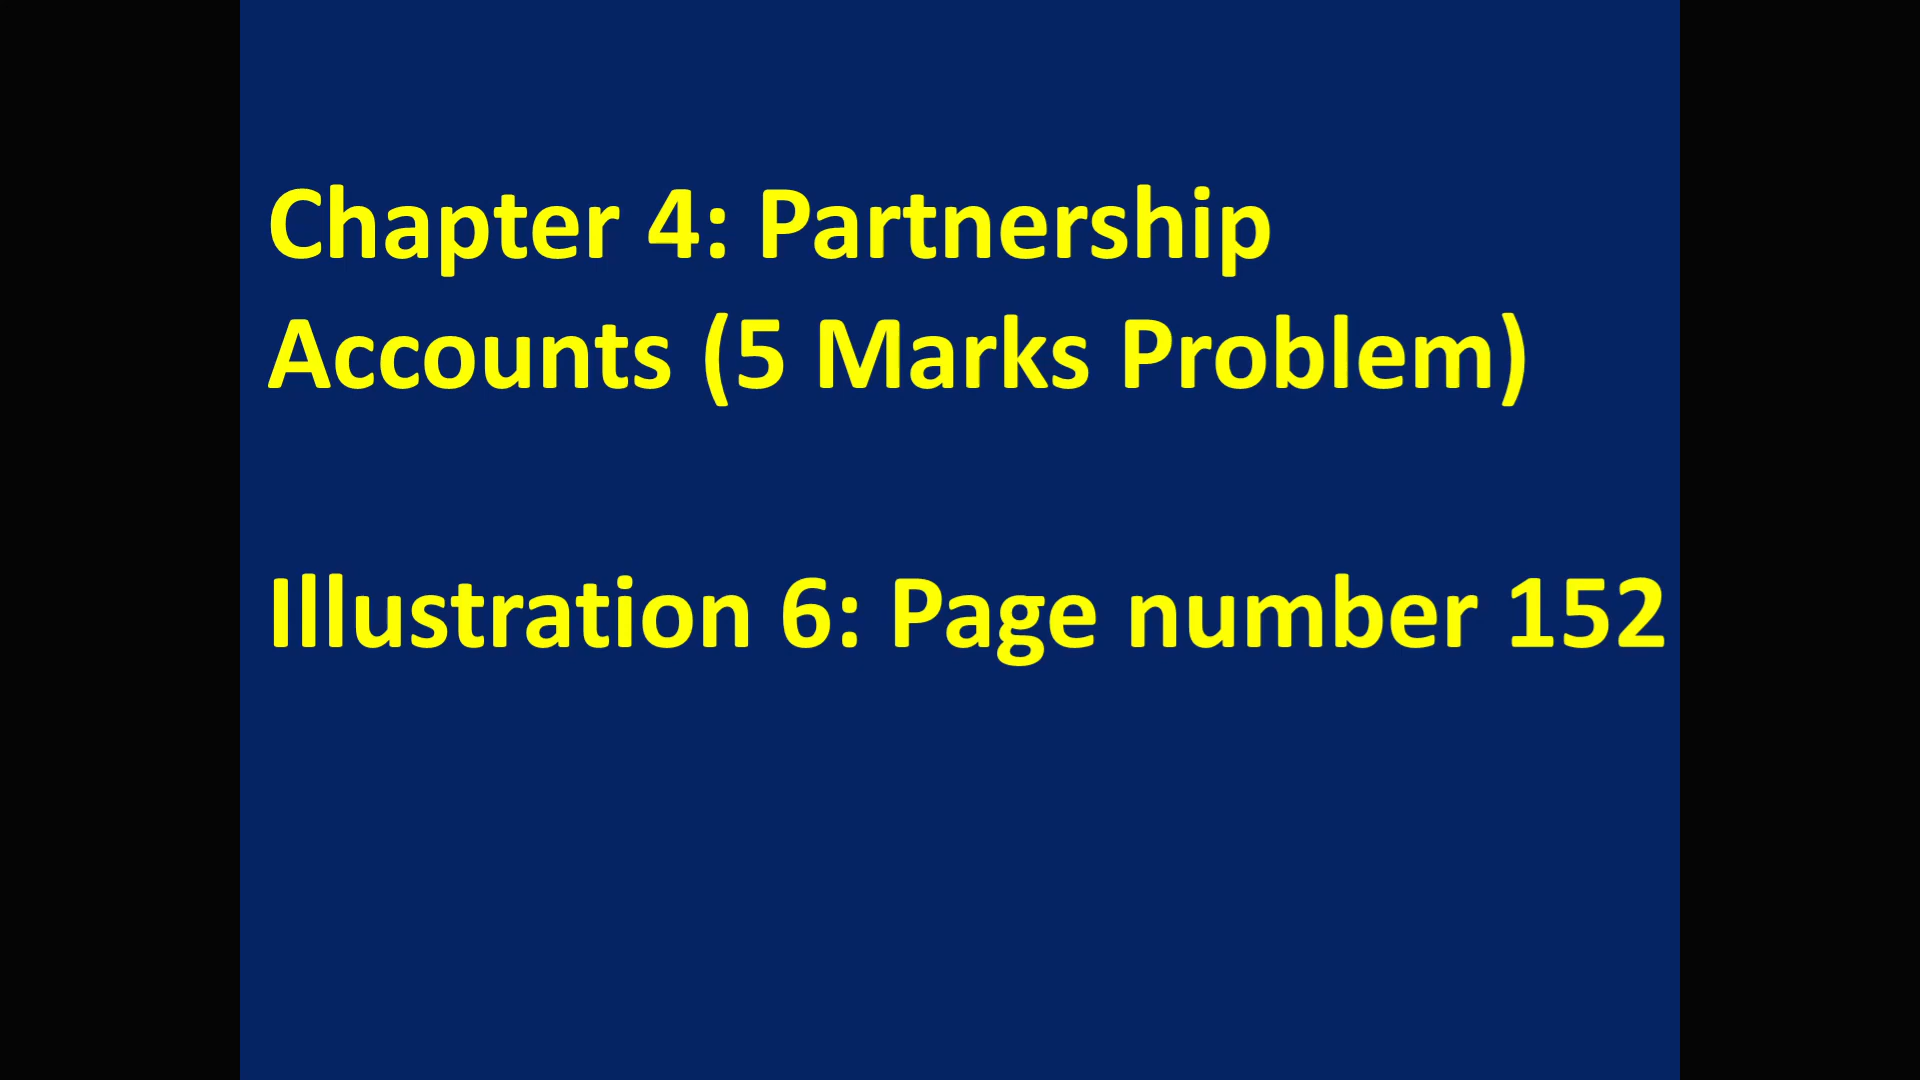 Chapter 4: Partnership
Accounts (5 Marks Problem)
Illustration 6: Page number 152